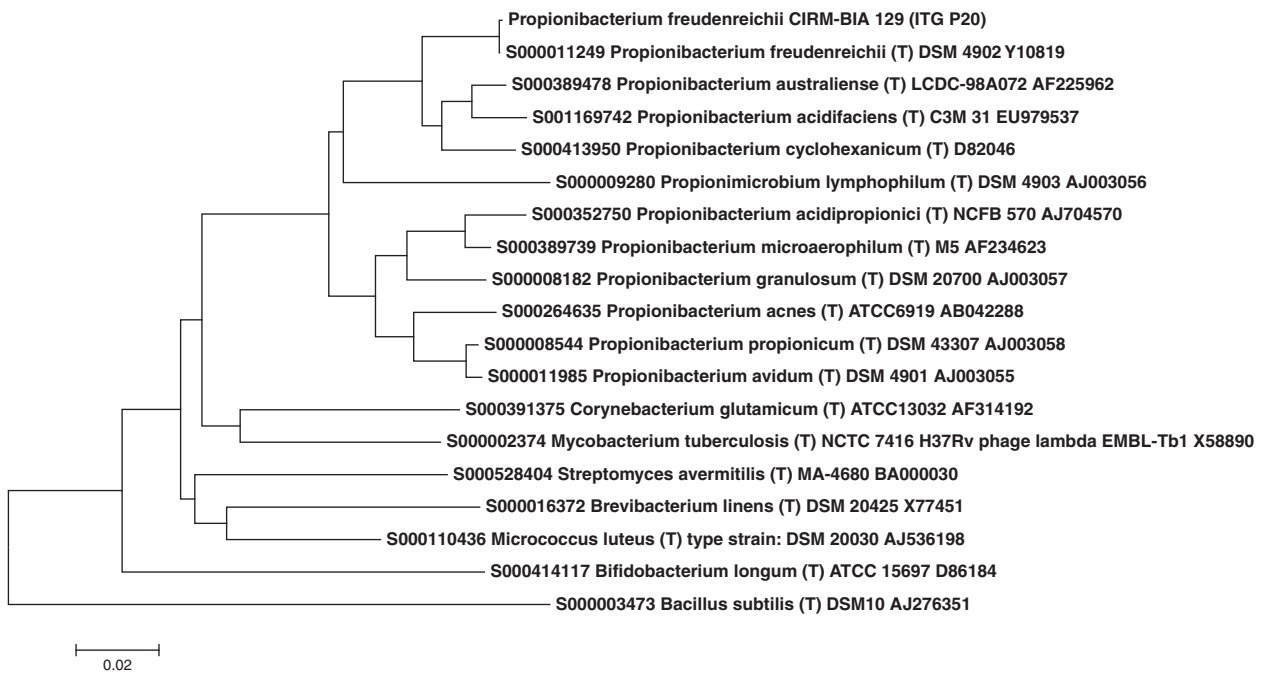 Propionibacterium freudenreichii CIRM-BIA 129 (ITG P20)
S000011249 Propionibacterium freudenreichii (T) DSM 4902 Y10819
S000389478 Propionibacterium australiense (T) LCDC-98A072 AF225962
S001169742 Propionibacterium acidifaciens (T) C3M 31 EU979537
S000413950 Propionibacterium cyclohexanicum (T) D82046
S000009280 Propionimicrobium lymphophilum (T) DSM 4903 AJ003056
S000352750 Propionibacterium acidipropionici (T) NCFB 570 AJ704570
S000389739 Propionibacterium microaerophilum (T) M5 AF234623
S000008182 Propionibacterium granulosum (T) DSM 20700 AJ003057
S000264635 Propionibacterium acnes (T) ATCC6919 AB042288
S000008544 Propionibacterium propionicum (T) DSM 43307 AJ003058
S000011985 Propionibacterium avidum (T) DSM 4901 AJ003055
S000391375 Corynebacterium glutamicum (T) ATCC13032 AF314192
S000002374 Mycobacterium tuberculosis (T) NCTC 7416 H37Rv phage lambda EMBL-Tb1 X58890
S000528404 Streptomyces avermitilis (T) MA-4680 BA000030
S000016372 Brevibacterium linens (T) DSM 20425 X77451
S000110436 Micrococcus luteus (T) type strain: DSM 20030 AJ536198
S000414117 Bifidobacterium longum (T) ATCC 15697 D86184
S000003473 Bacillus subtilis (T) DSM10 AJ276351
0.02